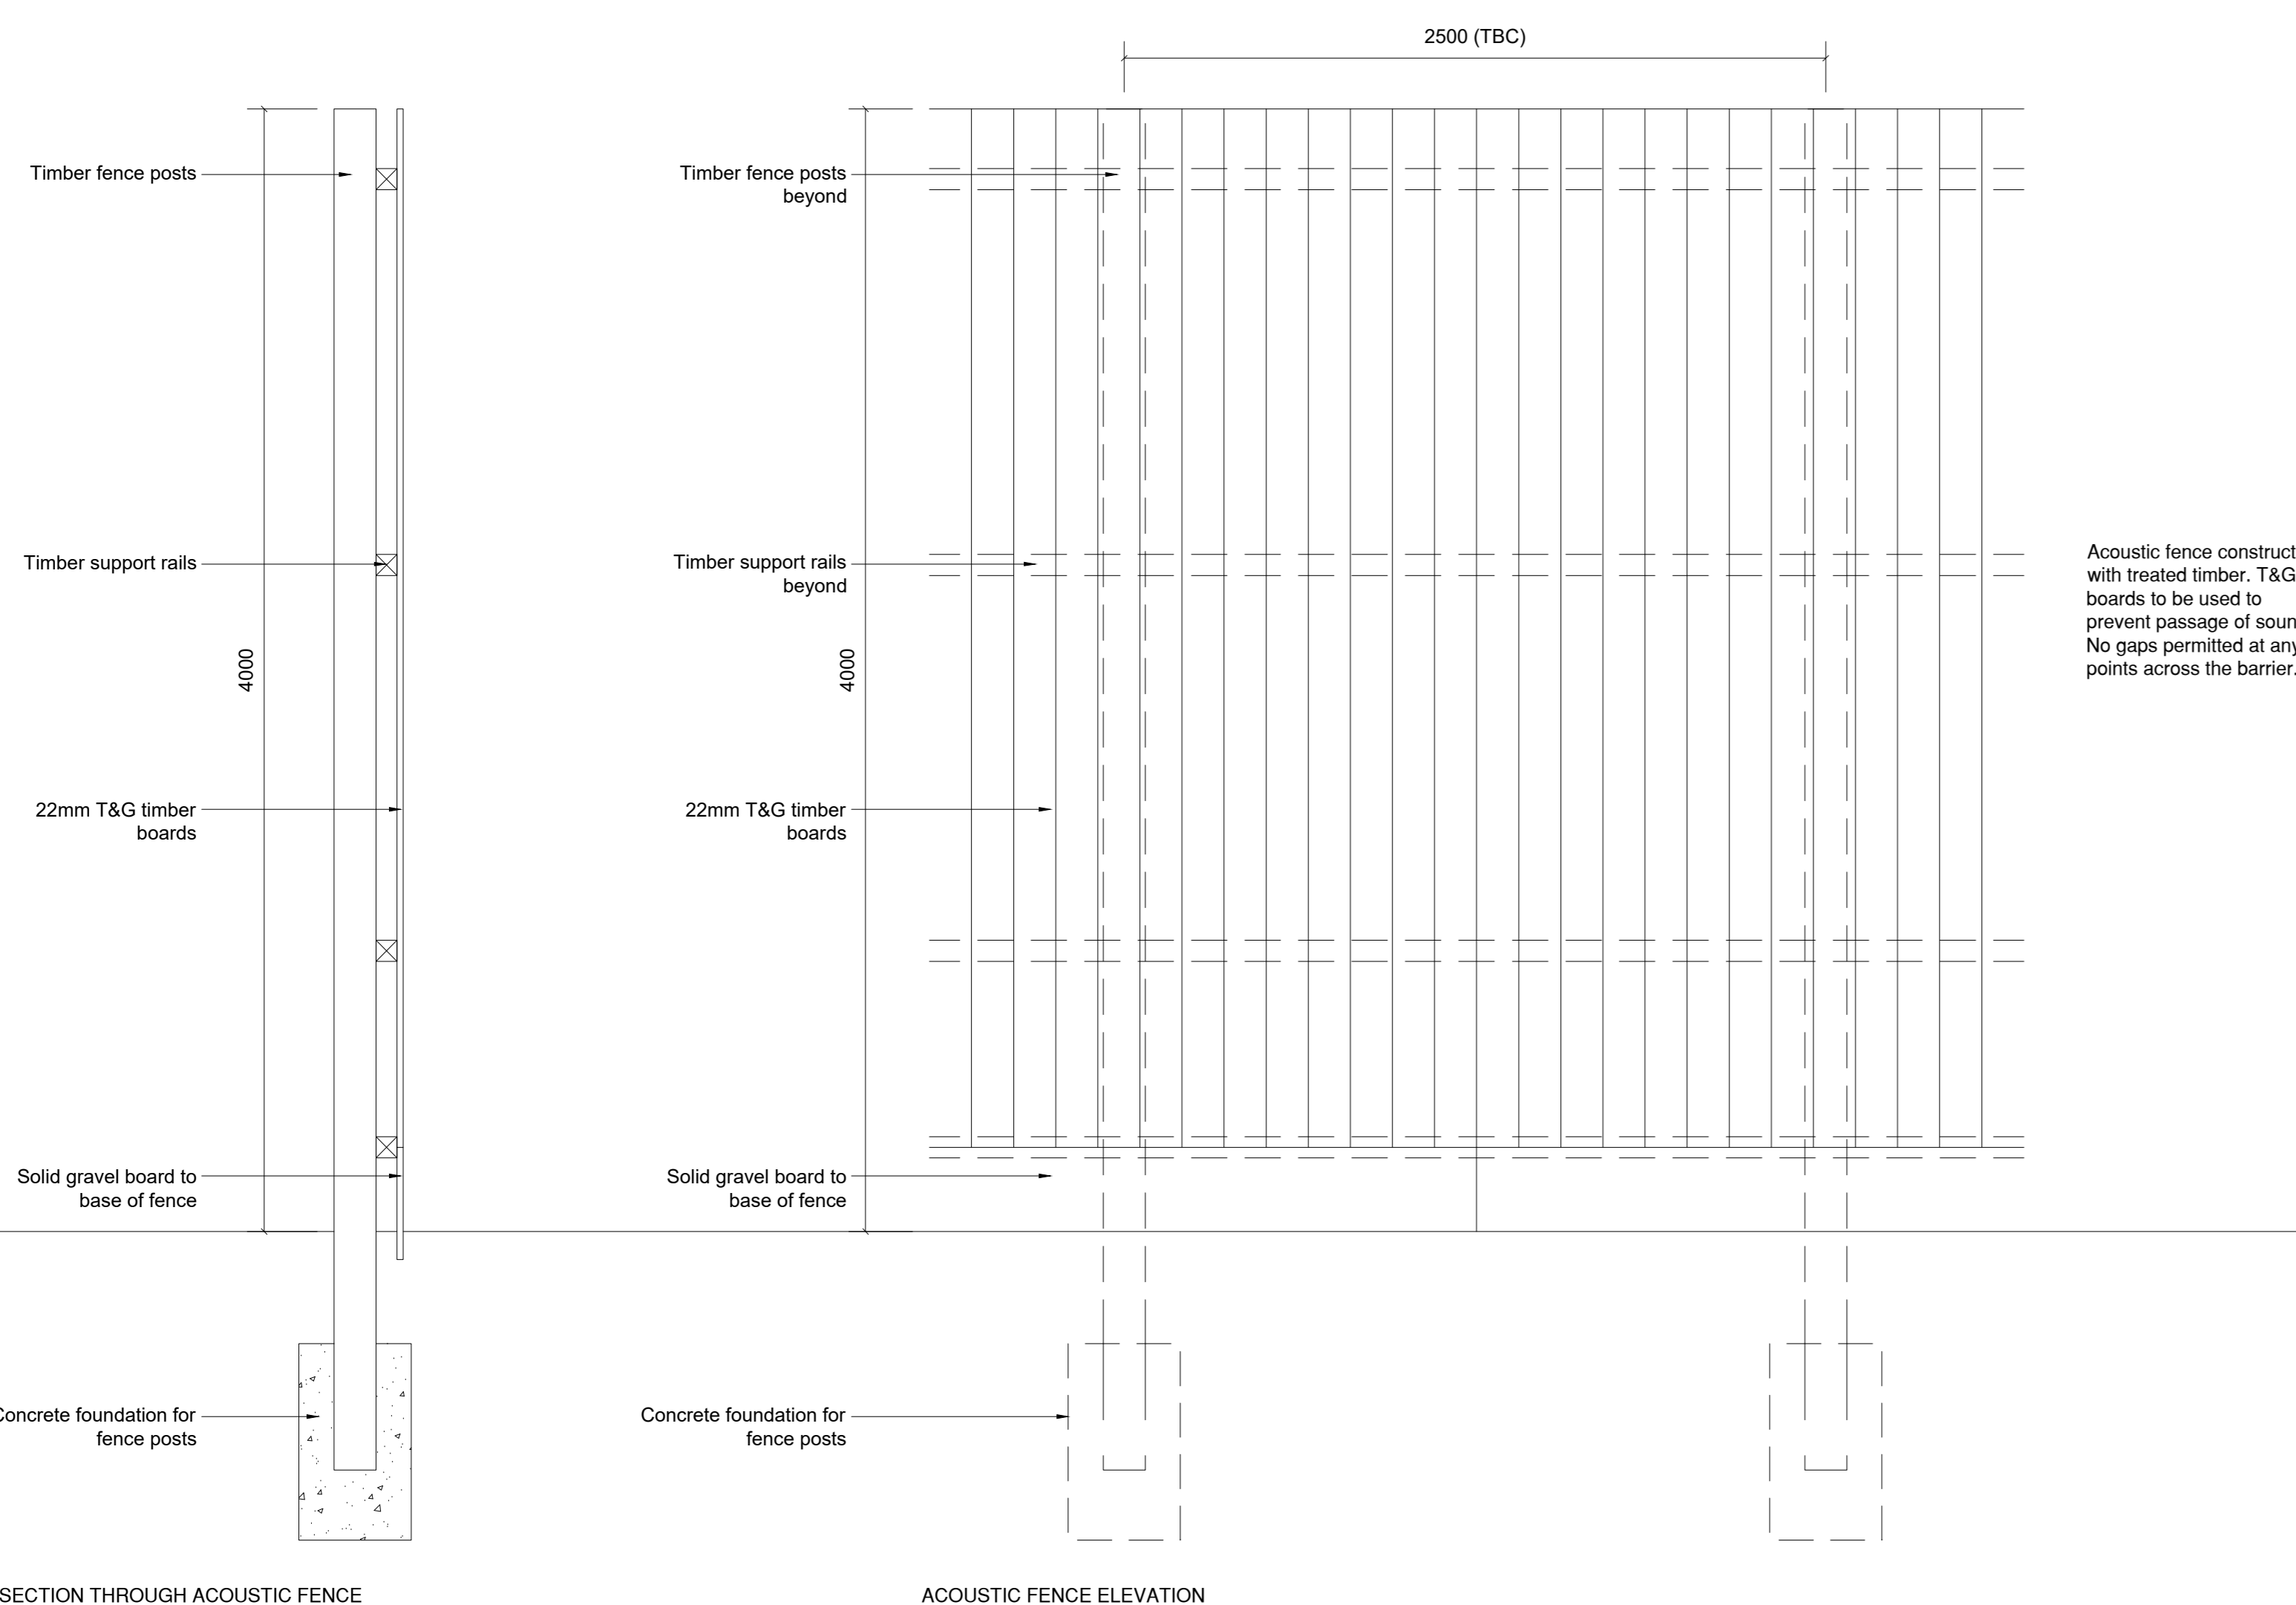 2500 (TBC)
Timber fence posts
Timber support rails
4000
22mm T&G timber
boards
Solid gravel board to
base of fence
Concrete foundation for
fence posts
SECTION THROUGH ACOUSTIC FENCE
Timber fence posts
beyond
Timber support rails
beyond
4000
22mm T&G timber
boards
Solid gravel board to
base of fence
Concrete foundation for
fence posts
ACOUSTIC FENCE ELEVATION
Acoustic fence construct
with treated timber. T&G
boards to be used to
prevent passage of soun
No gaps permitted at any
points across the barrier.